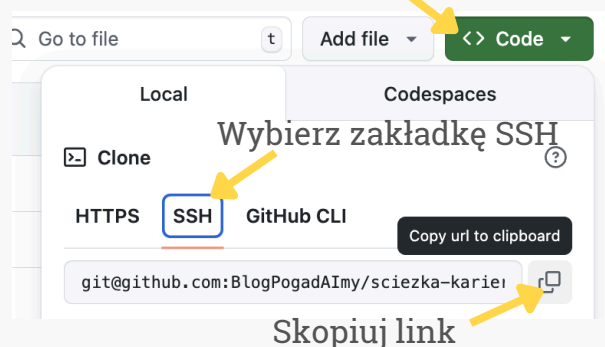 Go to file t Add file <> Code
Local Codespaces
Wybierz zakładkę SSH
Clone
HTTPS SSH GitHub CLI
Copy url to clipboard
git@github.com:BlogPogadAImy/sciezka-karier
Skopiuj link